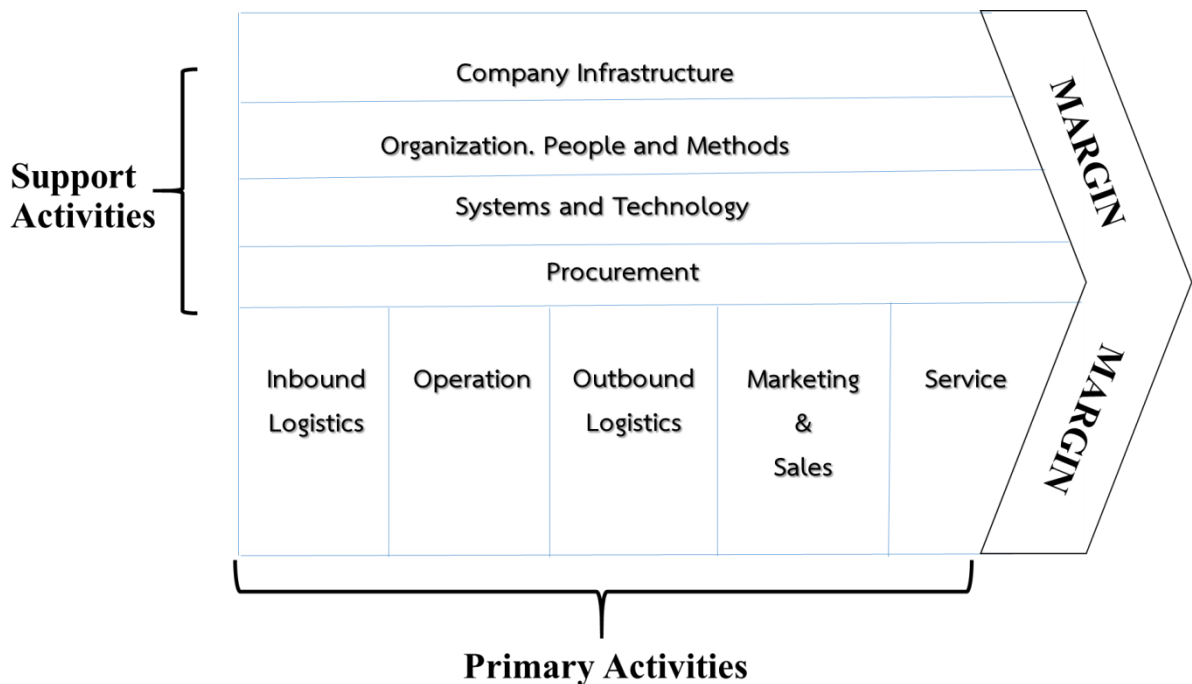 Company Infrastructure
Organization. People and Methods
Systems and Technology
Procurement
Support
Activities
Inbound
Logistics
Operation
Outbound
Logistics
Marketing
&
Sales
Service
MARGIN
MARGIN
Primary Activities